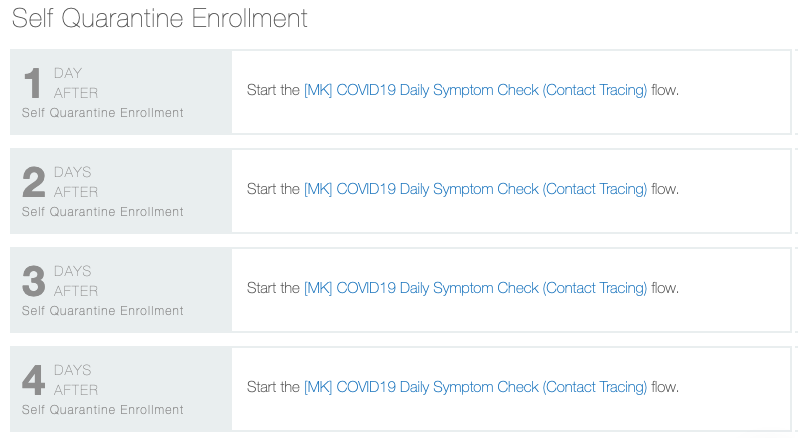 Self Quarantine Enrollment
1 DAY
AFTER
Self Quarantine Enrollment
Start the [MK] COVID19 Daily Symptom Check (Contact Tracing) flow.
2 DAYS
AFTER
Self Quarantine Enrollment
Start the [MK] COVID19 Daily Symptom Check (Contact Tracing) flow.
3 DAYS
AFTER
Self Quarantine Enrollment
Start the [MK] COVID19 Daily Symptom Check (Contact Tracing) flow.
4 DAYS
AFTER
Self Quarantine Enrollment
Start the [MK] COVID19 Daily Symptom Check (Contact Tracing) flow.